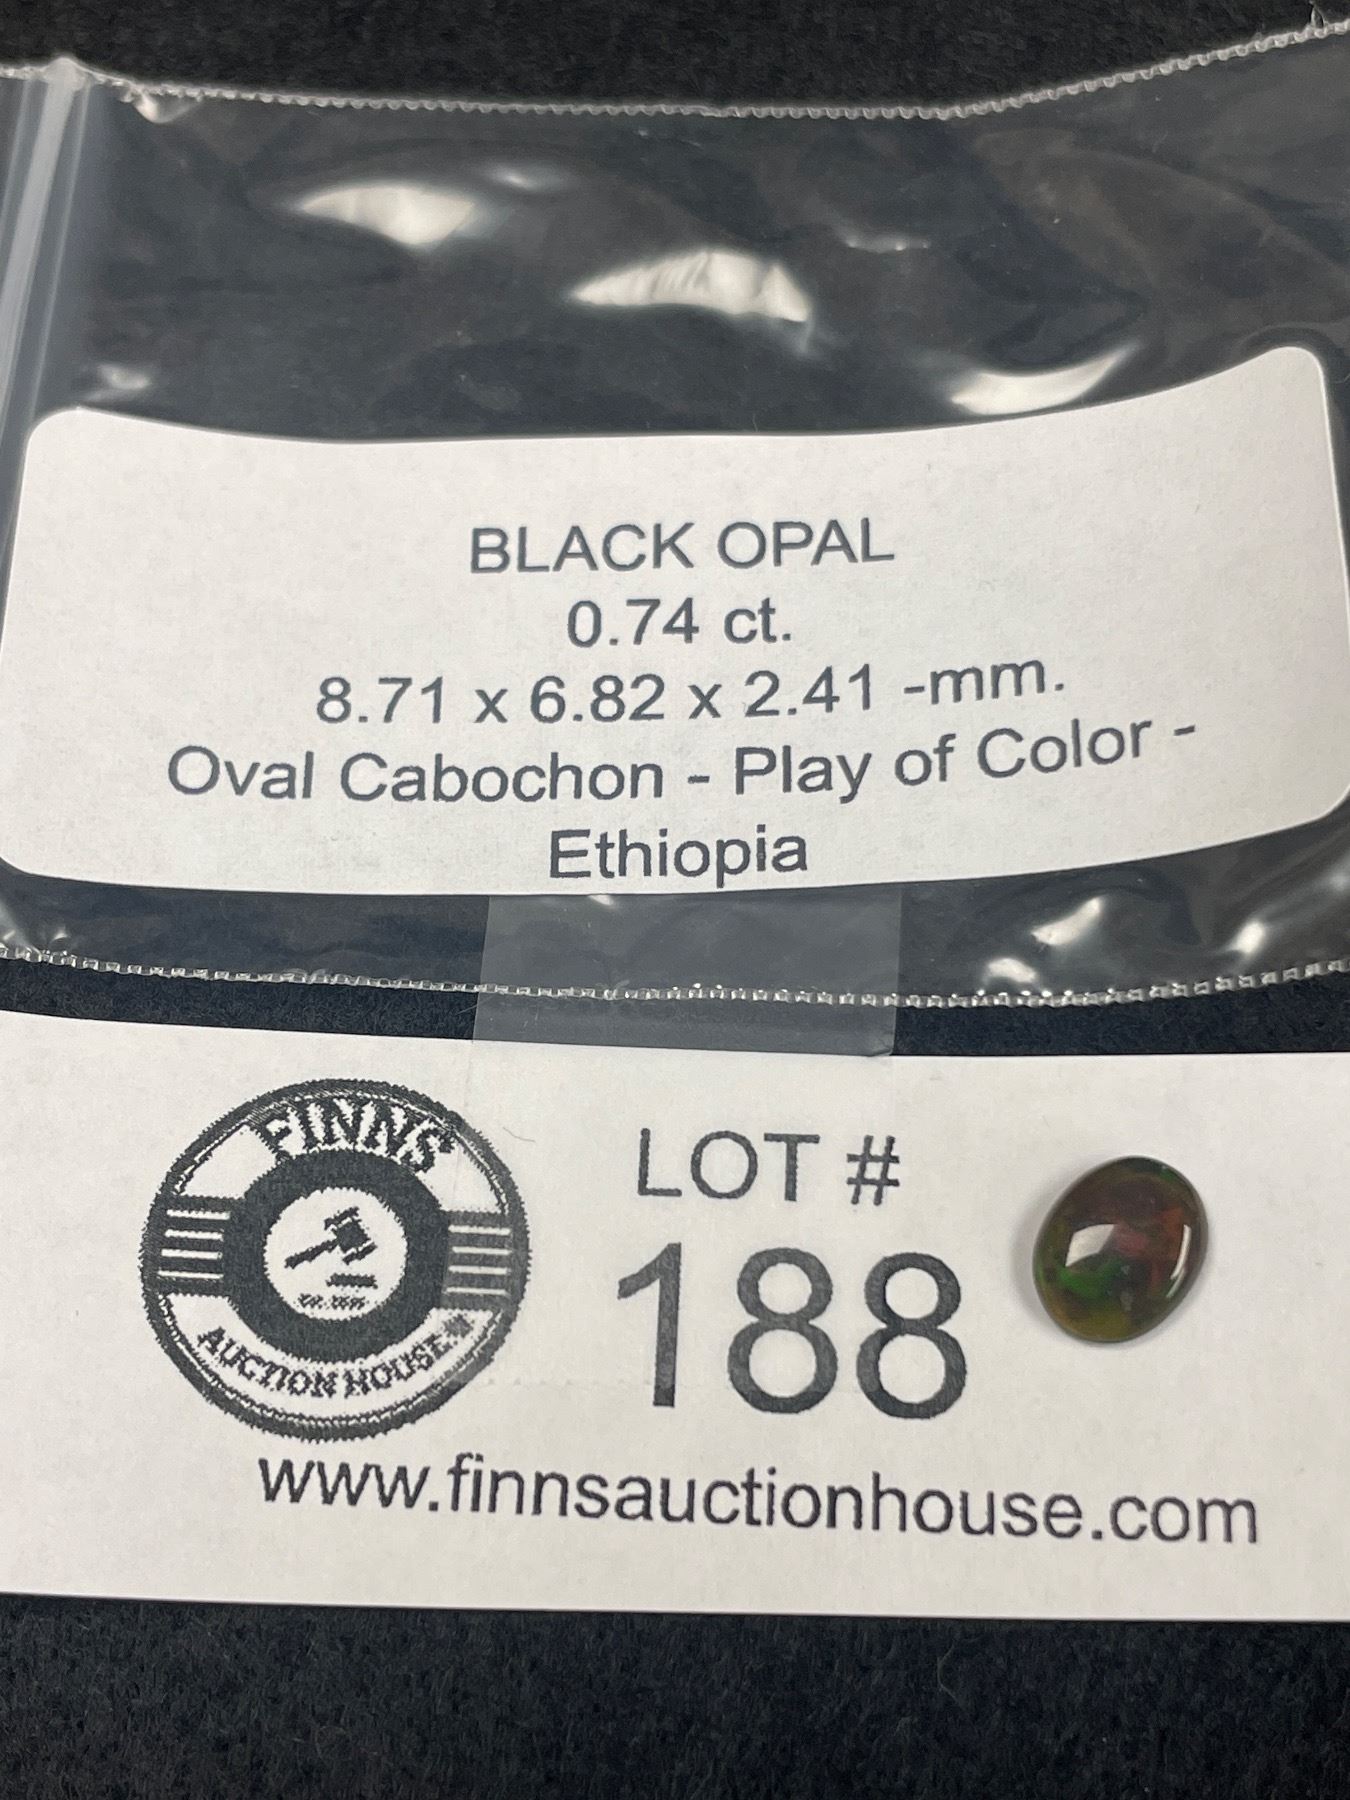 BLACK OPAL
0.74 ct.
8.71 x 6.82 x 2.41 -mm.
Oval Cabochon - Play of Color -
Ethiopia
FINNS
AUCTION HOUSE
LOT #
188
www.finnsauctionhouse.com